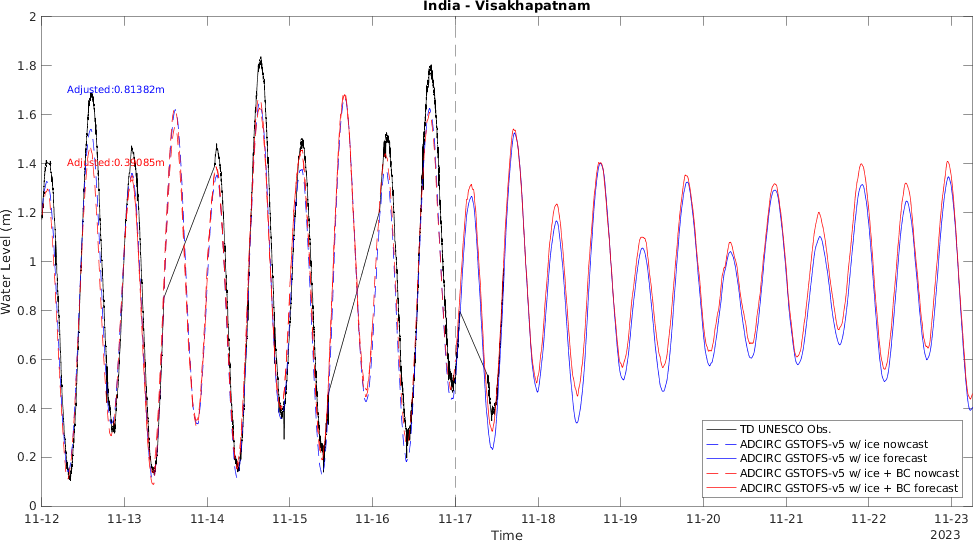 India - Visakhapatnam
2
1.8
1.6
1.4
1.2
1
0.8
0.6
0.4
0.2
0
Water Level (m)
Adjusted:0.81382m
Adjusted:0.39085m
TD UNESCO Obs.
ADCIRC GSTOFS-v5 w/ ice nowcast
ADCIRC GSTOFS-v5 w/ ice forecast
ADCIRC GSTOFS-v5 w/ ice + BC nowcast
ADCIRC GSTOFS-v5 w/ ice + BC forecast
11-12 11-13 11-14 11-15 11-16 11-17 11-18 11-19 11-20 11-21 11-22 11-23
2023
Time